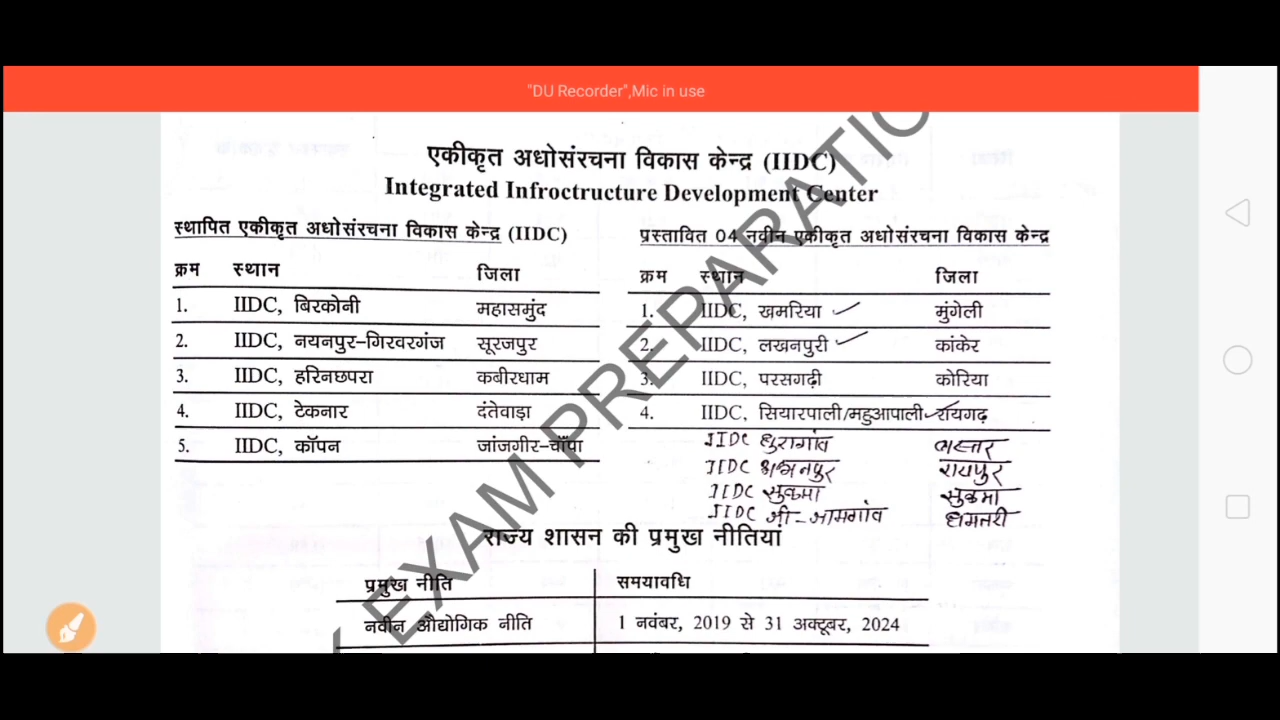 "DU Recorder",Mic in use
एकीकृत अधोसंरचना विकास केन्द्र (IIDC)
Integrated Infroctructure Development Center
स्थापित एकीकृत अधोसंरचना विकास केन्द्र (IIDC)
क्रम स्थान जिला
1. IIDC, बिरकोनी महासमुंद
2. IIDC, नयनपुर-गिरवरगंज सूरजपुर
3. IIDC, हरिनछपरा कबीरधाम
4. IIDC, टेकनार दंतेवाड़ा
5. IIDC, कॉपन जांजगीर-चॉंपा
प्रस्तावित 04 नवीन एकीकृत अधोसंरचना विकास केन्द्र
क्रम स्थान जिला
1. IIDC, खमरिया मुंगेली
2. IIDC, लखनपुरी कांकेर
3. IIDC, परसगढ़ी कोरिया
4. IIDC, सियारपाली/महुआपाली रायगढ़
IIDC धुरागांव बस्तर
IIDC अभनपुर रायपुर
IIDC सुकमा सुकमा
IIDC जी-जामगांव धमतरी
राज्य शासन की प्रमुख नीतियां
प्रमुख नीति समयावधि
नवीन औद्योगिक नीति 1 नवंबर, 2019 से 31 अक्टूबर, 2024
EXAM PREPARATIO